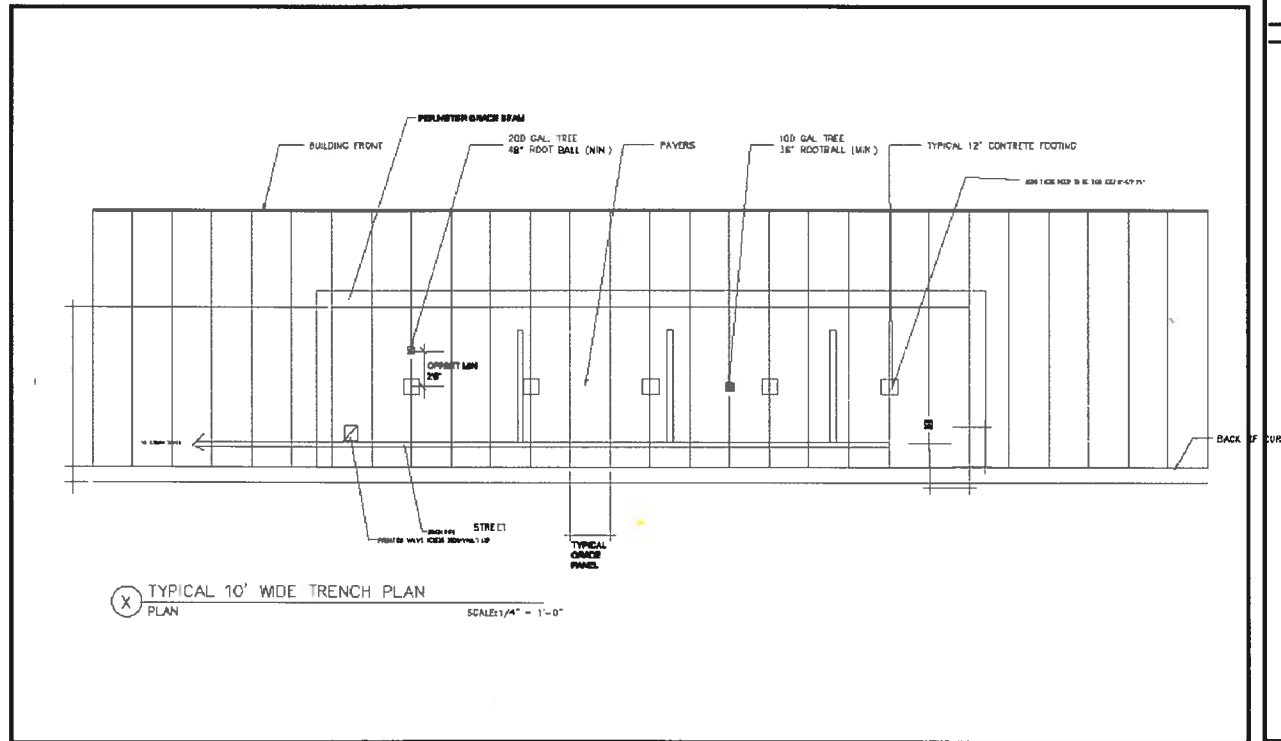 PERIMETER GRADE BEAM
BUILDING FRONT
200 GAL. TREE
48" ROOT BALL (MIN)
PAVERS
100 GAL. TREE
36" ROOTBALL (MIN)
TYPICAL 12" CONTRETE FOOTING
OFFSET MIN
2'6"
BACK OF CUR
STREET
TYPICAL
GRADE
PANEL
X
TYPICAL 10' WIDE TRENCH PLAN
PLAN
SCALE:1/4" = 1'-0"